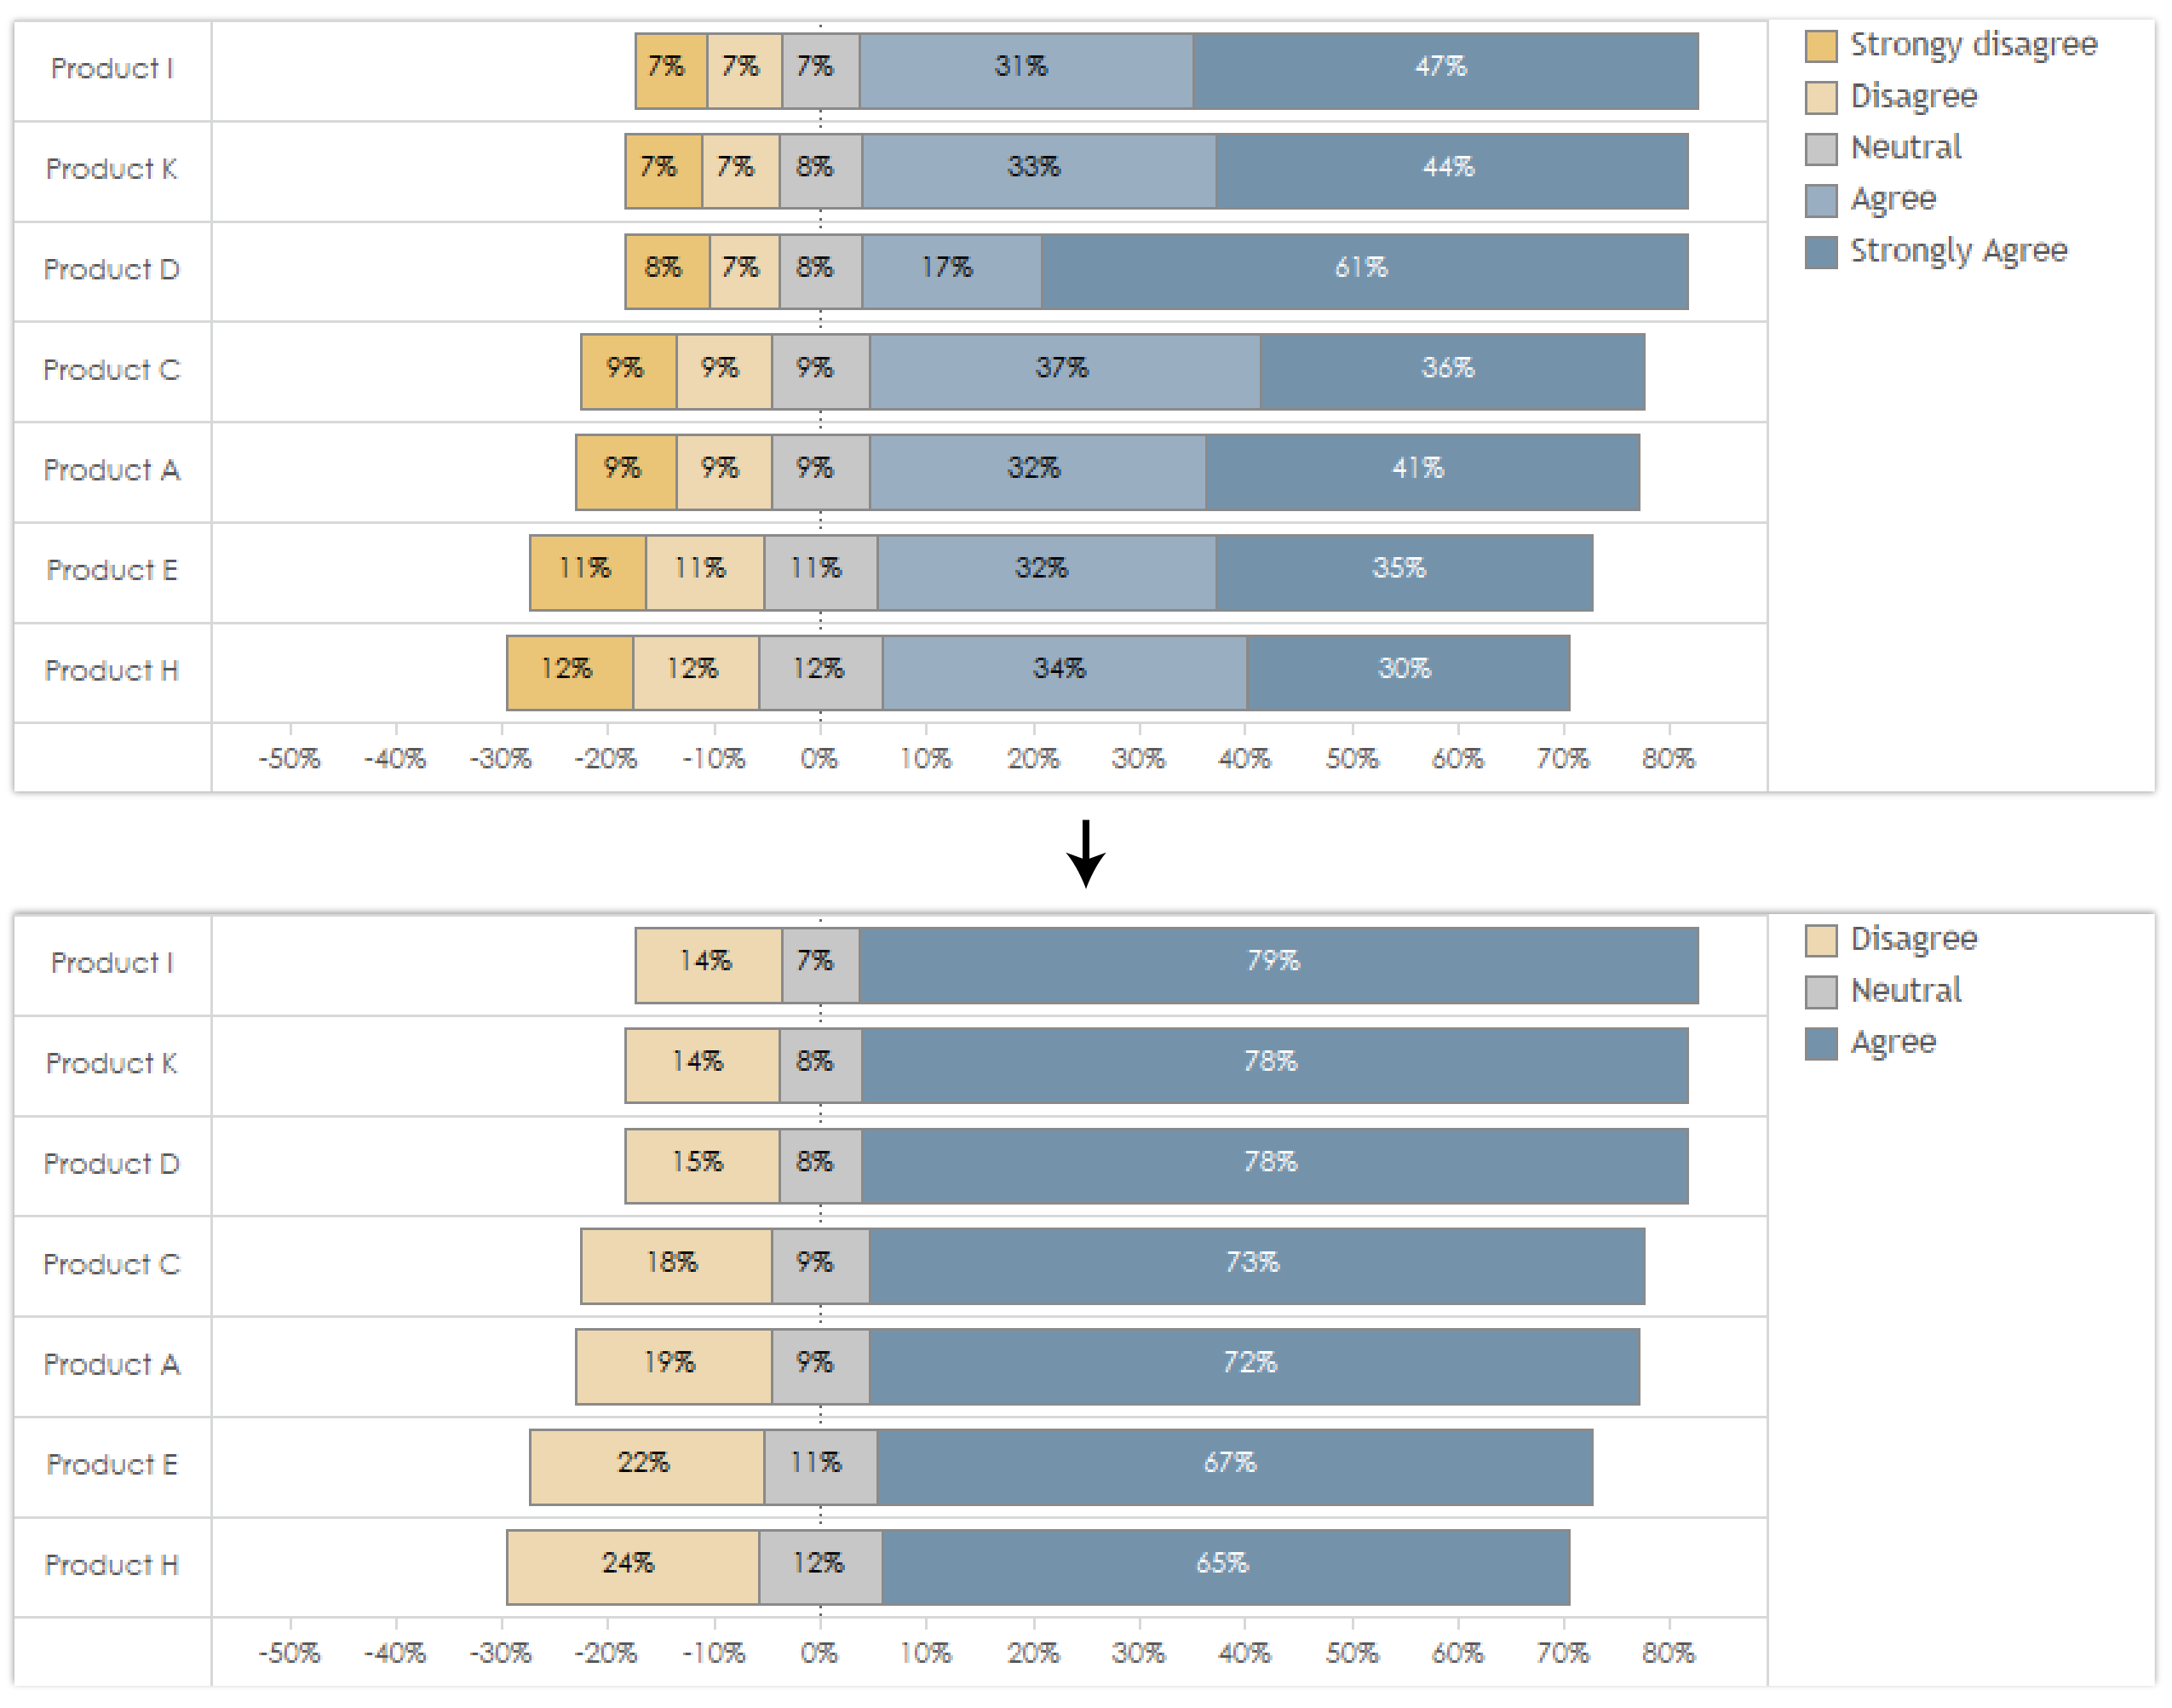 Product I 7% 7% 7% 31% 47%
Product K 7% 7% 8% 33% 44%
Product D 8% 7% 8% 17% 61%
Product C 9% 9% 9% 37% 36%
Product A 9% 9% 9% 32% 41%
Product E 11% 11% 11% 32% 35%
Product H 12% 12% 12% 34% 30%
-50% -40% -30% -20% -10% 0% 10% 20% 30% 40% 50% 60% 70% 80%
Strongy disagree
Disagree
Neutral
Agree
Strongly Agree
Product I 14% 7% 79%
Product K 14% 8% 78%
Product D 15% 8% 78%
Product C 18% 9% 73%
Product A 19% 9% 72%
Product E 22% 11% 67%
Product H 24% 12% 65%
-50% -40% -30% -20% -10% 0% 10% 20% 30% 40% 50% 60% 70% 80%
Disagree
Neutral
Agree